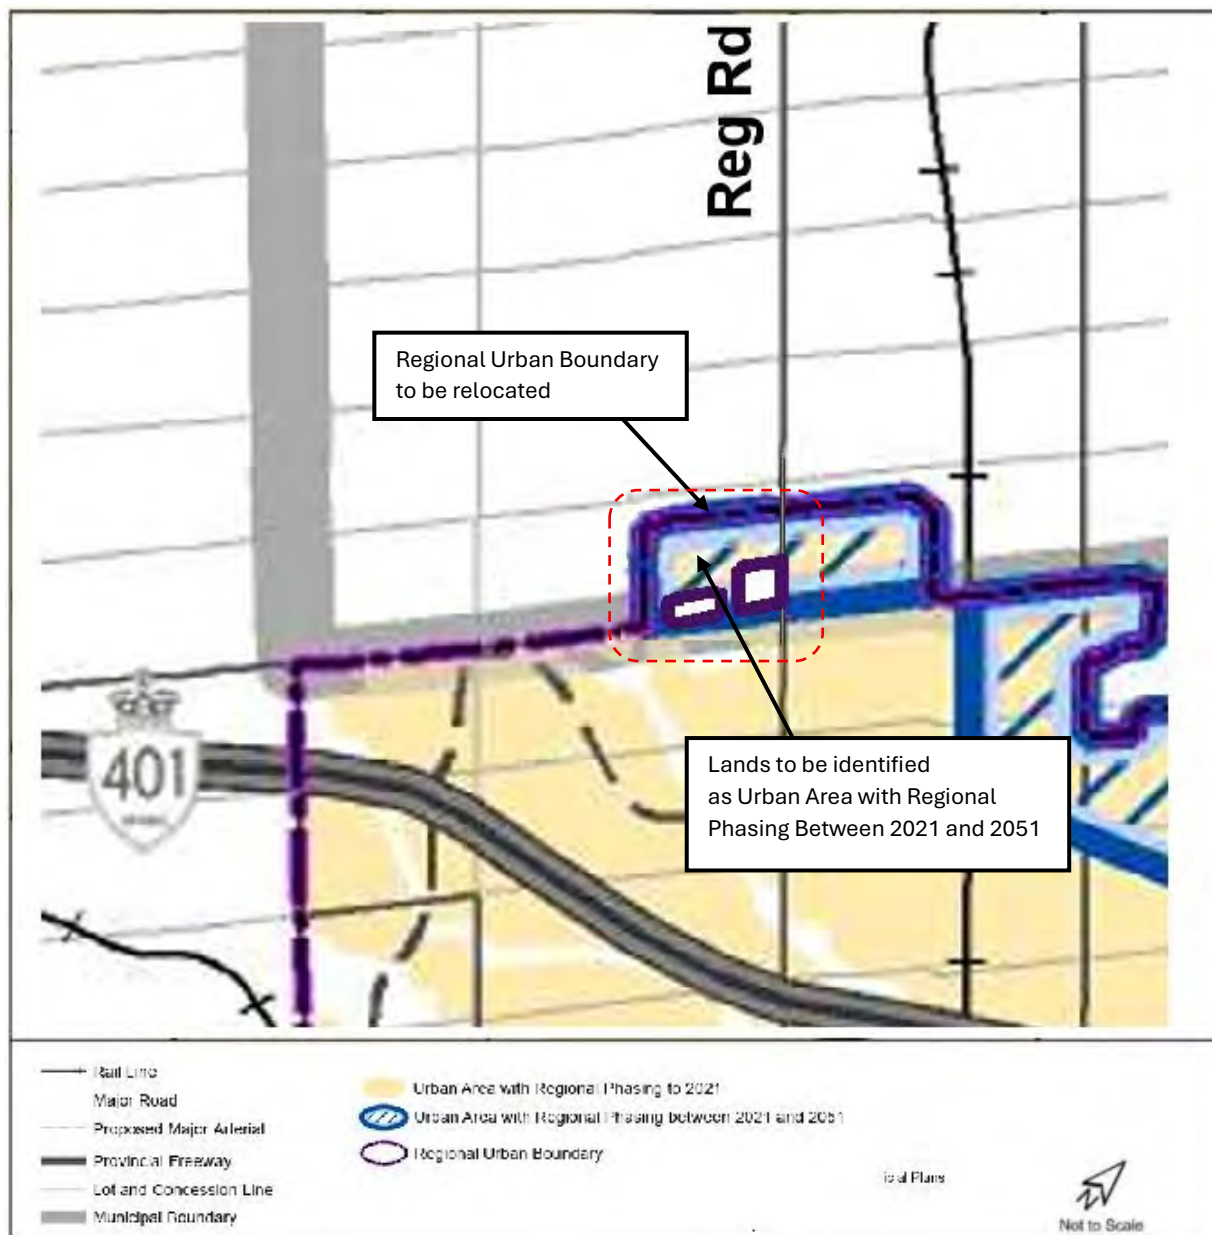 Reg Rd
Regional Urban Boundary
to be relocated
401
Lands to be identified
as Urban Area with Regional
Phasing Between 2021 and 2051
Rail Line
Major Road
Proposed Major Arterial
Provincial Freeway
Lot and Concession Line
Municipal Boundary
Urban Area with Regional Phasing to 2021
Urban Area with Regional Phasing between 2021 and 2051
Regional Urban Boundary
Plans
Not to Scale